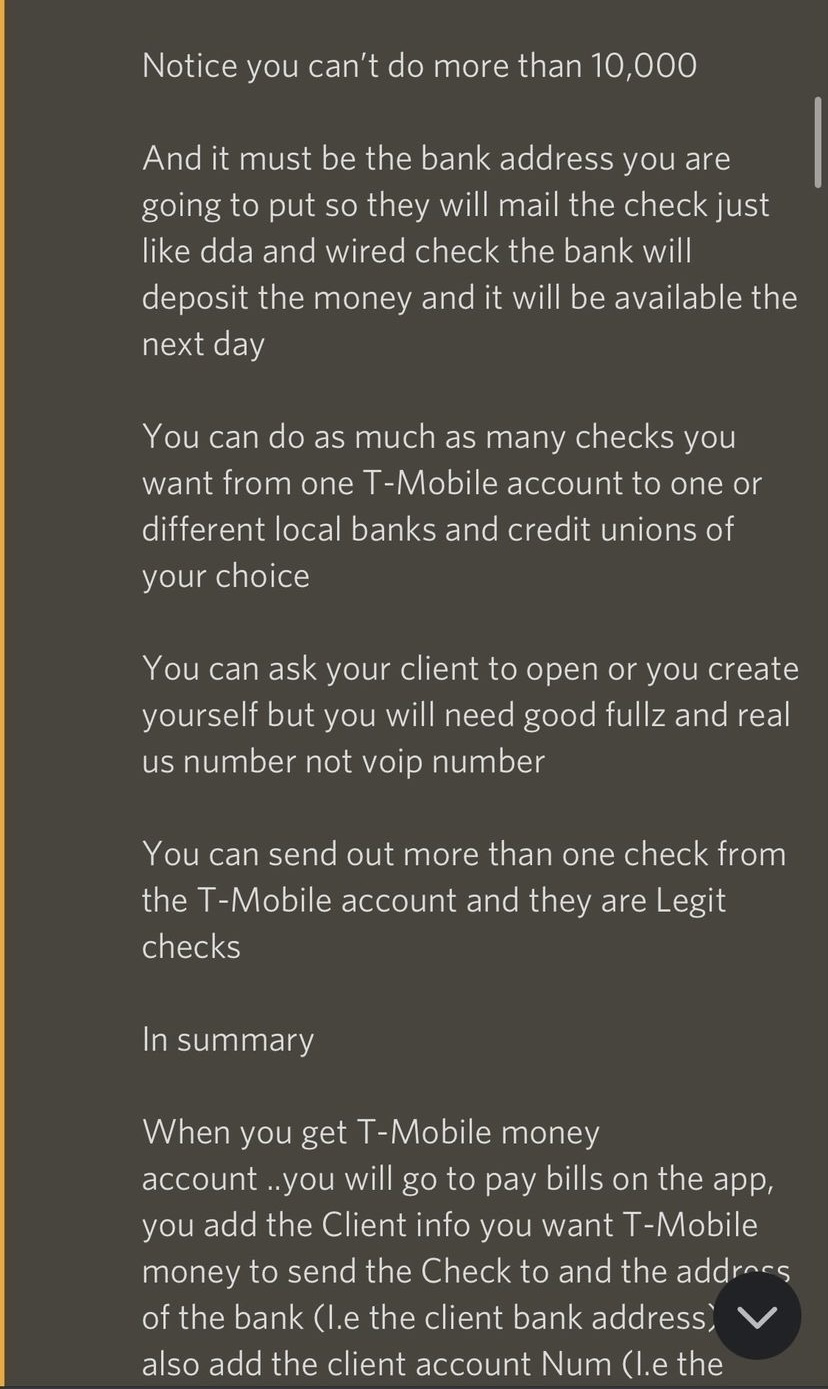 Notice you can't do more than 10,000
And it must be the bank address you are
going to put so they will mail the check just
like dda and wired check the bank will
deposit the money and it will be available the
next day
You can do as much as many checks you
want from one T-Mobile account to one or
different local banks and credit unions of
your choice
You can ask your client to open or you create
yourself but you will need good fullz and real
us number not voip number
You can send out more than one check from
the T-Mobile account and they are Legit
checks
In summary
When you get T-Mobile money
account ..you will go to pay bills on the app,
you add the Client info you want T-Mobile
money to send the Check to and the address
of the bank (I.e the client bank address)
also add the client account Num (I.e the